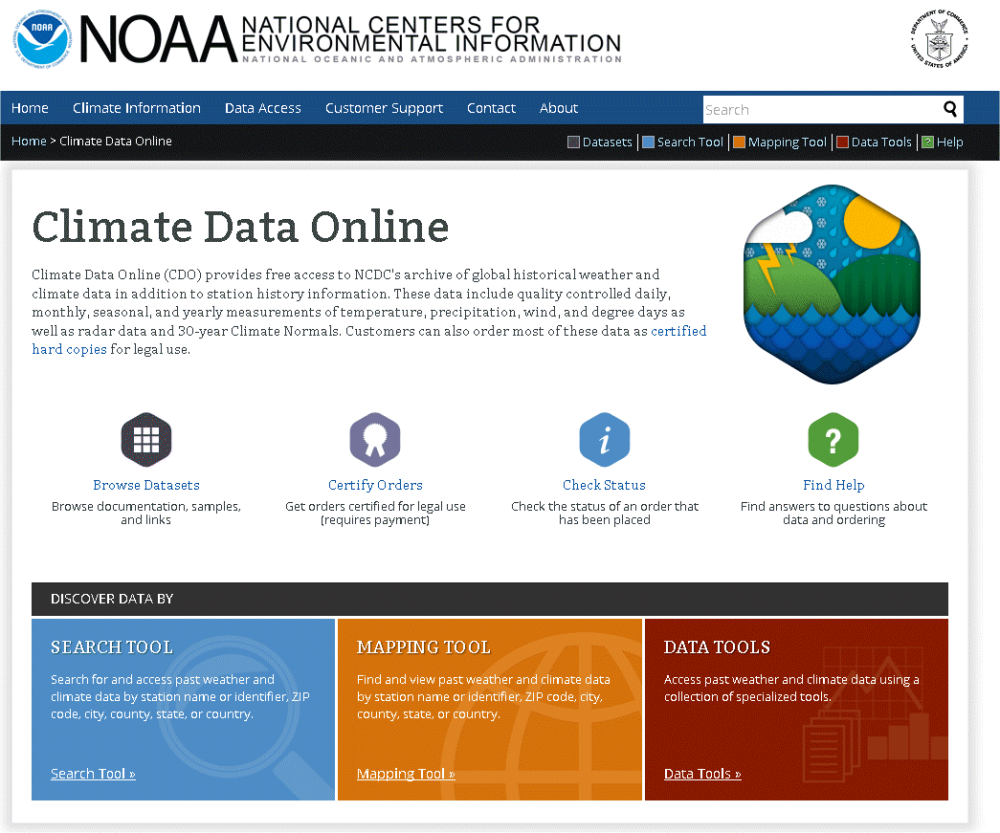 NOAA
NOAA NATIONAL CENTERS FOR
ENVIRONMENTAL INFORMATION
NATIONAL OCEANIC AND ATMOSPHERIC ADMINISTRATION
DEPARTMENT OF COMMERCE
UNITED STATES OF AMERICA
Home Climate Information Data Access Customer Support Contact About Search
Home > Climate Data Online Datasets Search Tool Mapping Tool Data Tools ? Help
Climate Data Online
Climate Data Online (CDO) provides free access to NCDC's archive of global historical weather and
climate data in addition to station history information. These data include quality controlled daily,
monthly, seasonal, and yearly measurements of temperature, precipitation, wind, and degree days as
well as radar data and 30-year Climate Normals. Customers can also order most of these data as certified
hard copies for legal use.
i ?
Browse Datasets Certify Orders Check Status Find Help
Browse documentation, samples, Get orders certified for legal use Check the status of an order that Find answers to questions about
and links (requires payment) has been placed data and ordering
DISCOVER DATA BY
SEARCH TOOL
Search for and access past weather and
climate data by station name or identifier, ZIP
code, city, county, state, or country.
Search Tool »
MAPPING TOOL
Find and view past weather and climate data
by station name or identifier, ZIP code, city,
county, state, or country.
Mapping Tool »
DATA TOOLS
Access past weather and climate data using a
collection of specialized tools.
Data Tools »